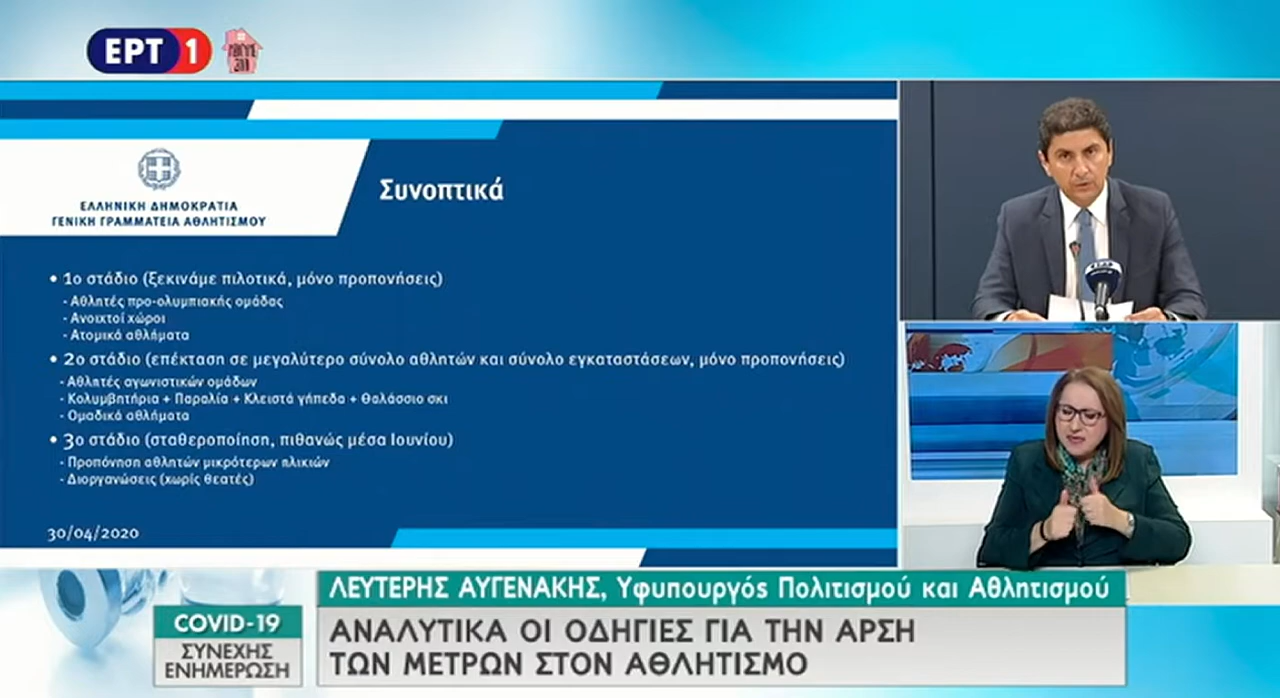 ΕΡΤ 1
ΕΛΛΗΝΙΚΗ ΔΗΜΟΚΡΑΤΙΑ
ΓΕΝΙΚΗ ΓΡΑΜΜΑΤΕΙΑ ΑΘΛΗΤΙΣΜΟΥ
Συνοπτικά
• 1ο στάδιο (ξεκινάμε πιλοτικά, μόνο προπονήσεις)
- Αθλητές προ-ολυμπιακής ομάδας
- Ανοιχτοί χώροι
- Ατομικά αθλήματα
• 2ο στάδιο (επέκταση σε μεγαλύτερο σύνολο αθλητών και σύνολο εγκαταστάσεων, μόνο προπονήσεις)
- Αθλητές αγωνιστικών ομάδων
- Κολυμβητήρια + Παραλία + Κλειστά γήπεδα + Θαλάσσιο σκι
- Ομαδικά αθλήματα
• 3ο στάδιο (σταθεροποίηση, πιθανώς μέσα Ιουνίου)
- Προπόνηση αθλητών μικρότερων ηλικιών
- Διοργανώσεις (χωρίς θεατές)
30/04/2020
ΛΕΥΤΕΡΗΣ ΑΥΓΕΝΑΚΗΣ, Υφυπουργός Πολιτισμού και Αθλητισμού
COVID-19
ΣΥΝΕΧΗΣ
ΕΝΗΜΕΡΩΣΗ
ΑΝΑΛΥΤΙΚΑ ΟΙ ΟΔΗΓΙΕΣ ΓΙΑ ΤΗΝ ΑΡΣΗ
ΤΩΝ ΜΕΤΡΩΝ ΣΤΟΝ ΑΘΛΗΤΙΣΜΟ